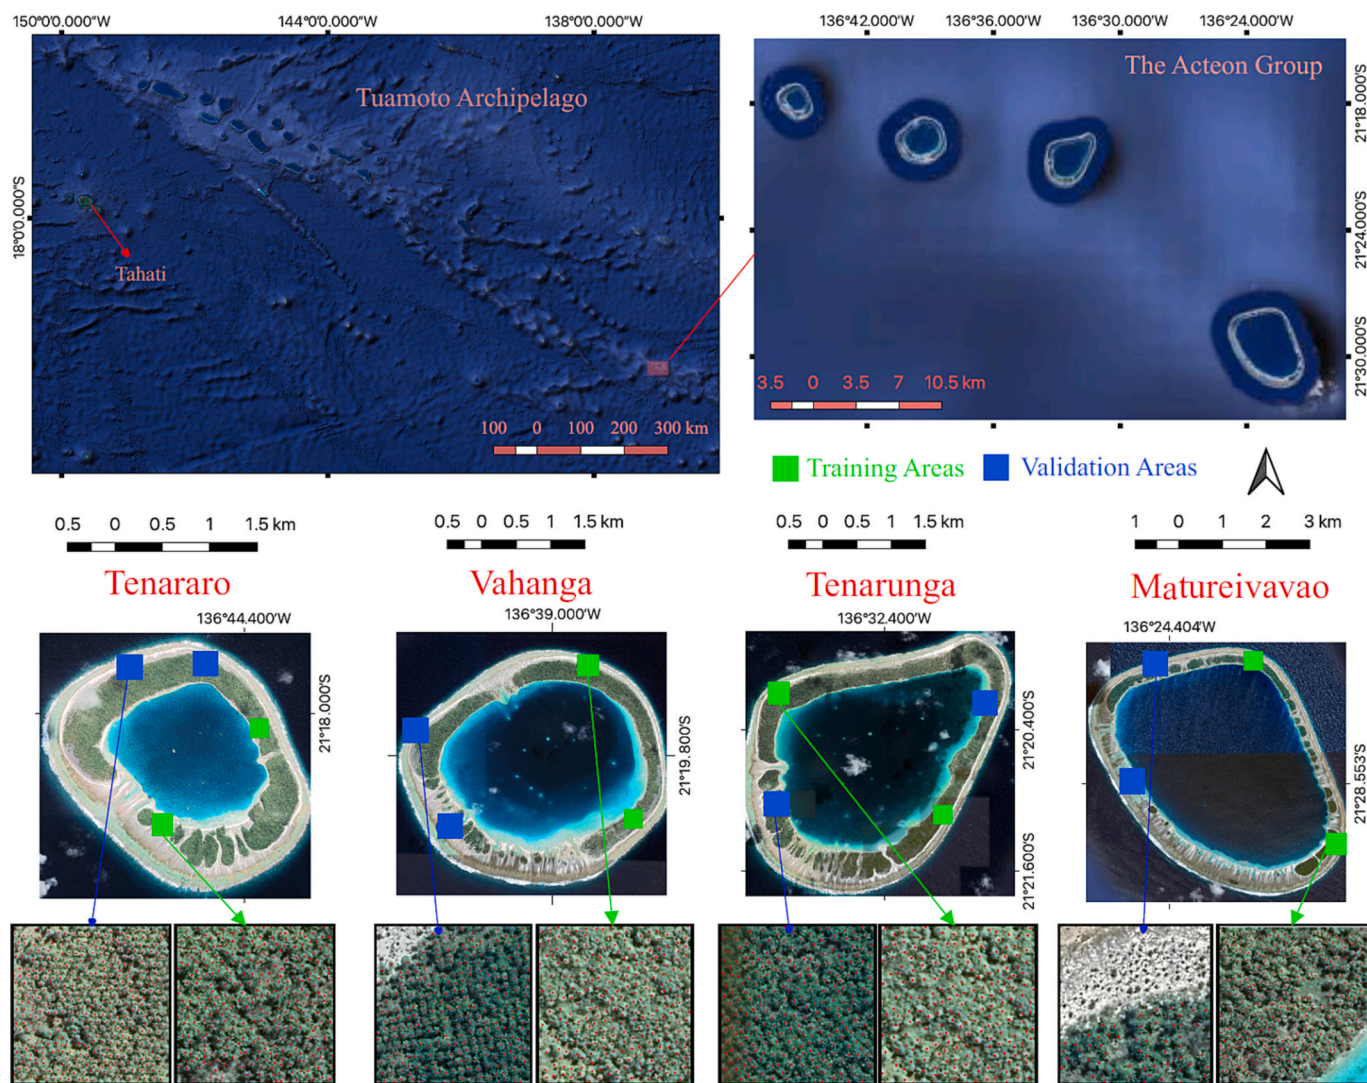 150°0'0.000"W
144°0'0.000"W
138°0'0.000"W
136°42.000'W
136°36.000'W
136°30.000'W
136°24.000'W
18°0'0.000"S
Tuamoto Archipelago
Tahati
100 0 100 200 300 km
The Acteon Group
3.5 0 3.5 7 10.5 km
21°18.000'S
21°24.000'S
21°30.000'S
Training Areas
Validation Areas
0.5 0 0.5 1 1.5 km
0.5 0 0.5 1 1.5 km
0.5 0 0.5 1 1.5 km
1 0 1 2 3 km
Tenararo
Vahanga
Tenarunga
Matureivavao
136°44.400'W
136°39.000'W
136°32.400'W
136°24.404'W
21°18.000'S
21°19.800'S
21°20.400'S
21°21.600'S
21°28.553'S